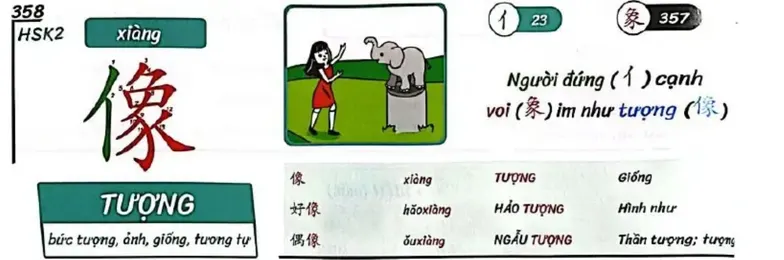 358
HSK2
xiàng
亻 23
象 357
像
Người đứng (亻) cạnh
voi (象) im như tượng (像)
TƯỢNG
bức tượng, ảnh, giống, tương tự
像 xiàng TƯỢNG Giống
好像 hǎoxiàng HẢO TƯỢNG Hình như
偶像 ǒuxiàng NGẪU TƯỢNG Thần tượng; tượng